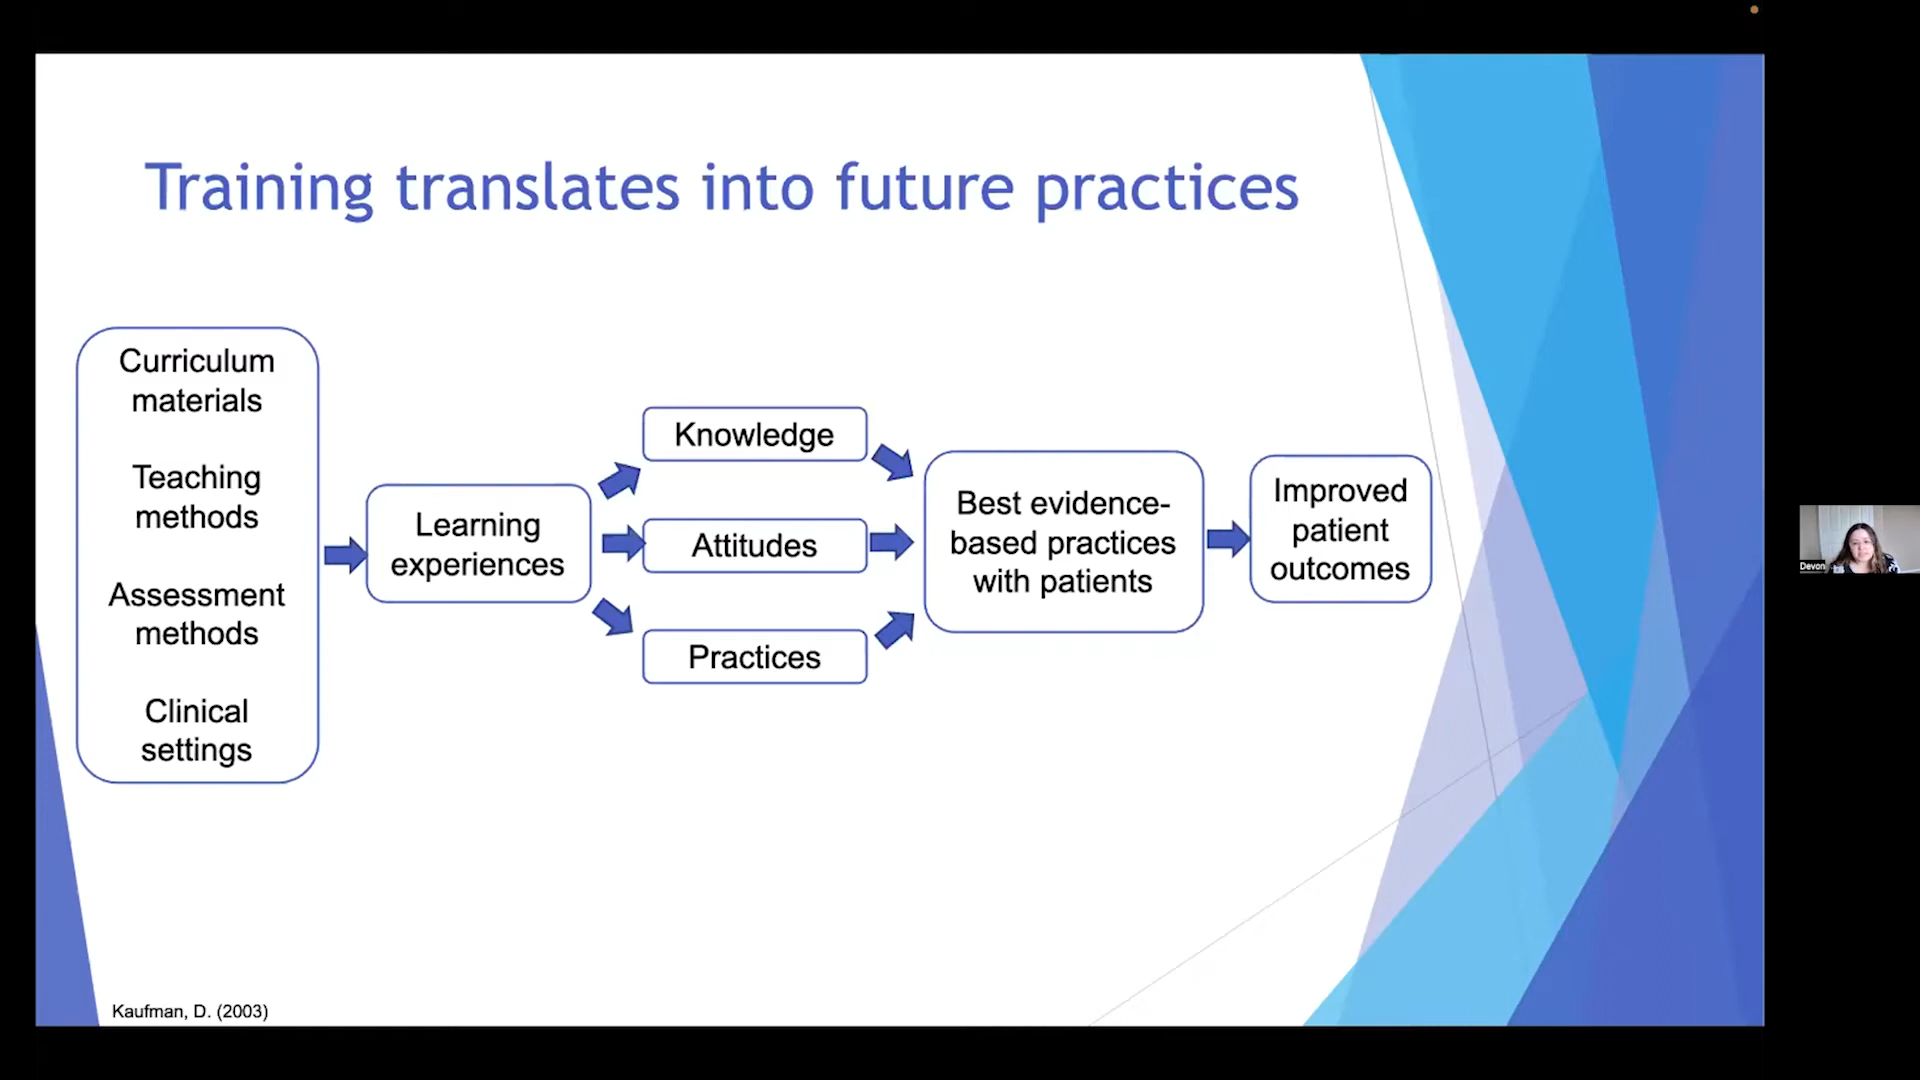 Training translates into future practices
Curriculum
materials
Teaching
methods
Assessment
methods
Clinical
settings
Learning
experiences
Knowledge
Attitudes
Practices
Best evidence-
based practices
with patients
Improved
patient
outcomes
Kaufman, D. (2003)
Devon